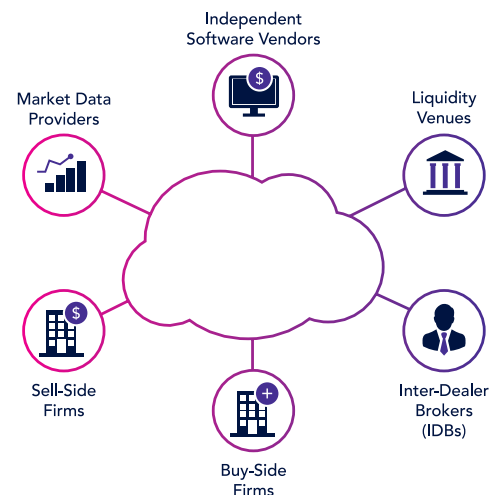 Independent
Software Vendors
$
Market Data
Providers
Liquidity
Venues
$
Sell-Side
Firms
Inter-Dealer
Brokers
(IDBs)
Buy-Side
Firms